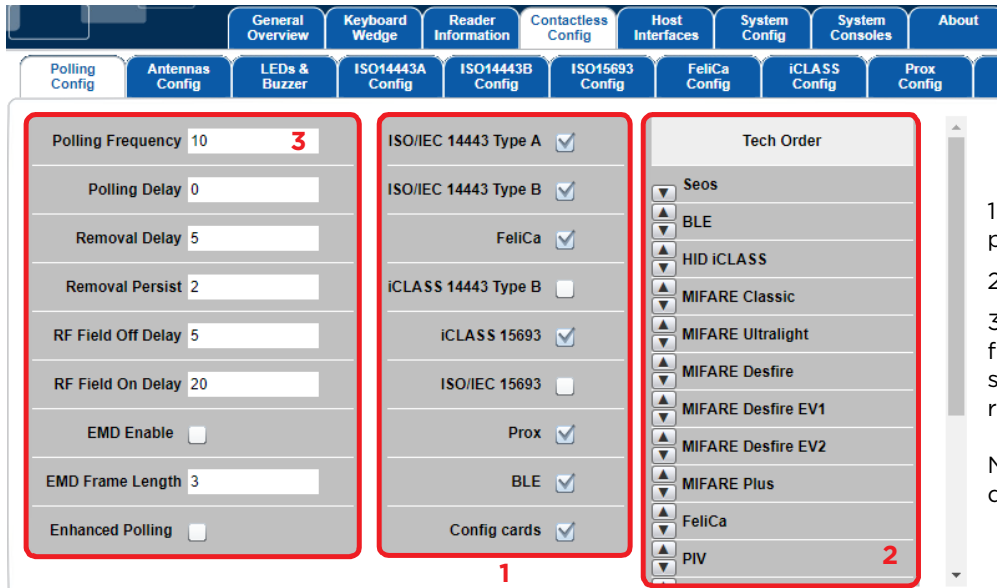 General Overview
Keyboard Wedge
Reader Information
Contactless Config
Host Interfaces
System Config
System Consoles
About
Polling Config
Antennas Config
LEDs & Buzzer
ISO14443A Config
ISO14443B Config
ISO15693 Config
FeliCa Config
iCLASS Config
Prox Config
Polling Frequency 10
3
Polling Delay 0
Removal Delay 5
Removal Persist 2
RF Field Off Delay 5
RF Field On Delay 20
EMD Enable
EMD Frame Length 3
Enhanced Polling
ISO/IEC 14443 Type A
ISO/IEC 14443 Type B
FeliCa
iCLASS 14443 Type B
iCLASS 15693
ISO/IEC 15693
Prox
BLE
Config cards
1
Tech Order
Seos
BLE
HID iCLASS
MIFARE Classic
MIFARE Ultralight
MIFARE Desfire
MIFARE Desfire EV1
MIFARE Desfire EV2
MIFARE Plus
FeliCa
PIV
2
1
p
2
f
s
r
N